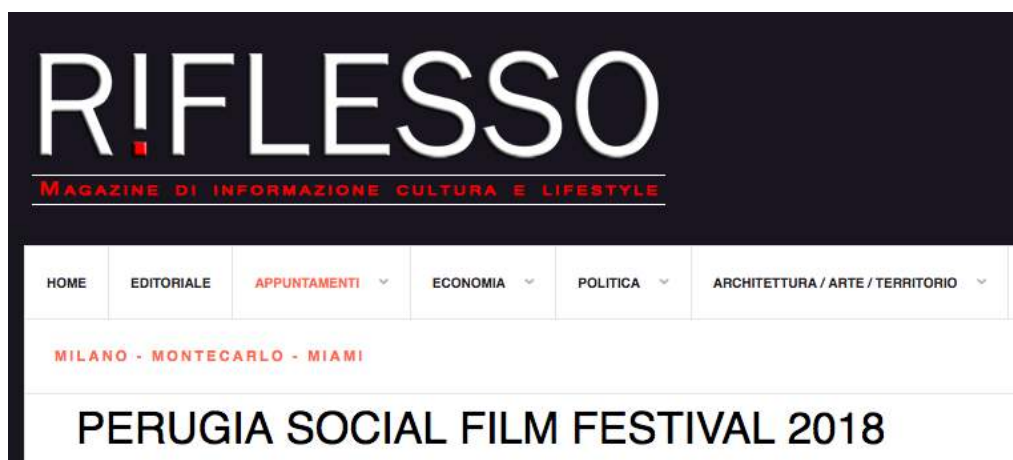 R!FLESSO
MAGAZINE DI INFORMAZIONE CULTURA E LIFESTYLE
HOME EDITORIALE APPUNTAMENTI ECONOMIA POLITICA ARCHITETTURA / ARTE / TERRITORIO
MILANO - MONTECARLO - MIAMI
PERUGIA SOCIAL FILM FESTIVAL 2018